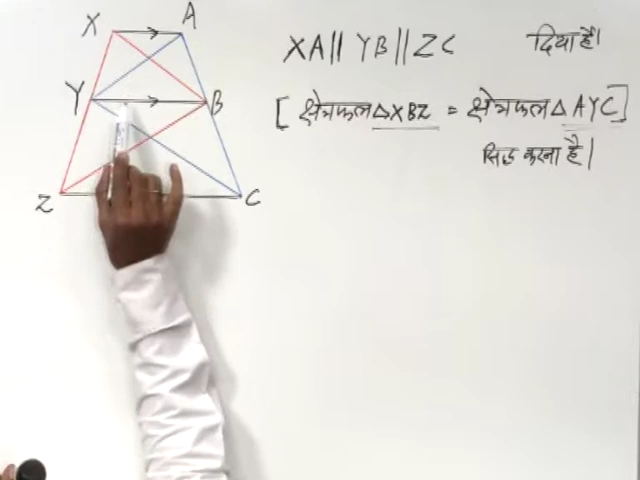 X A
XA || YB || ZC दिया है।
Y B
[ क्षेत्रफल△XBZ = क्षेत्रफल△AYC ]
सिद्ध करना है।
Z C